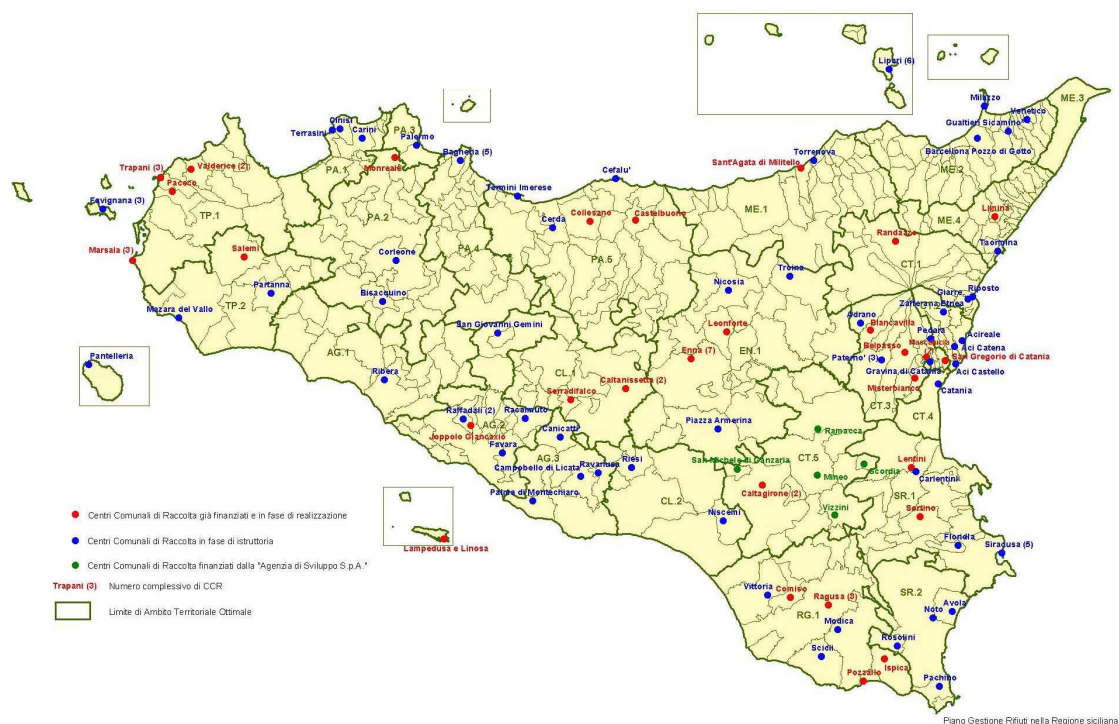 Lipari (6)
Milazzo
Venetico
Gualtieri Sicamino
ME.3
Cinisi
Terrasini
Carini
PA.3
Palermo
Barcellona Pozzo di Gotto
Bagheria (5)
Torrenova
Monreale
Sant'Agata di Militello
Trapani (3)
Valderice (2)
PA.1
ME.2
Cefalu'
Paceco
Termini Imerese
Favignana (3)
TP.1
PA.2
ME.1
ME.4
Limina
Collesano
Castelbuono
Cerda
Randazzo
PA.4
Salemi
Corleone
Taormina
Marsala (3)
PA.5
CT.1
Troina
Partanna
Nicosia
Giarre
Riposto
TP.2
Bisacquino
Zafferana Etnea
Mazara del Vallo
Adrano
San Giovanni Gemini
Leonforte
Biancavilla
Pedara
Acireale
Belpasso
Mascalucia
Aci Catena
Pantelleria
AG.1
Enna (7)
EN.1
Paterno' (3)
San Gregorio di Catania
CL.1
Gravina di Catania
Aci Castello
Ribera
Caltanissetta (2)
Misterbianco
Catania
Serradifalco
CT.3
CT.4
Raffadali (2)
Racalmuto
AG.2
Piazza Armerina
Ramacca
Joppolo Giancaxio
Canicatti'
Favara
AG.3
San Michele di Ganzaria
CT.5
Scordia
Lentini
Campobello di Licata
Ravanusa
Riesi
Mineo
Carlentini
Caltagirone (2)
Palma di Montechiaro
CL.2
SR.1
Niscemi
Vizzini
Sortino
Centri Comunali di Raccolta già finanziati e in fase di realizzazione
Centri Comunali di Raccolta in fase di istruttoria
Lampedusa e Linosa
Floridia
Siracusa (5)
Centri Comunali di Raccolta finanziati dalla "Agenzia di Sviluppo S.p.A."
Trapani (3) Numero complessivo di CCR
Vittoria
Comiso
Ragusa (3)
SR.2
Limite di Ambito Territoriale Ottimale
RG.1
Avola
Noto
Modica
Rosolini
Scicli
Ispica
Pozzallo
Pachino
Piano Gestione Rifiuti nella Regione siciliana